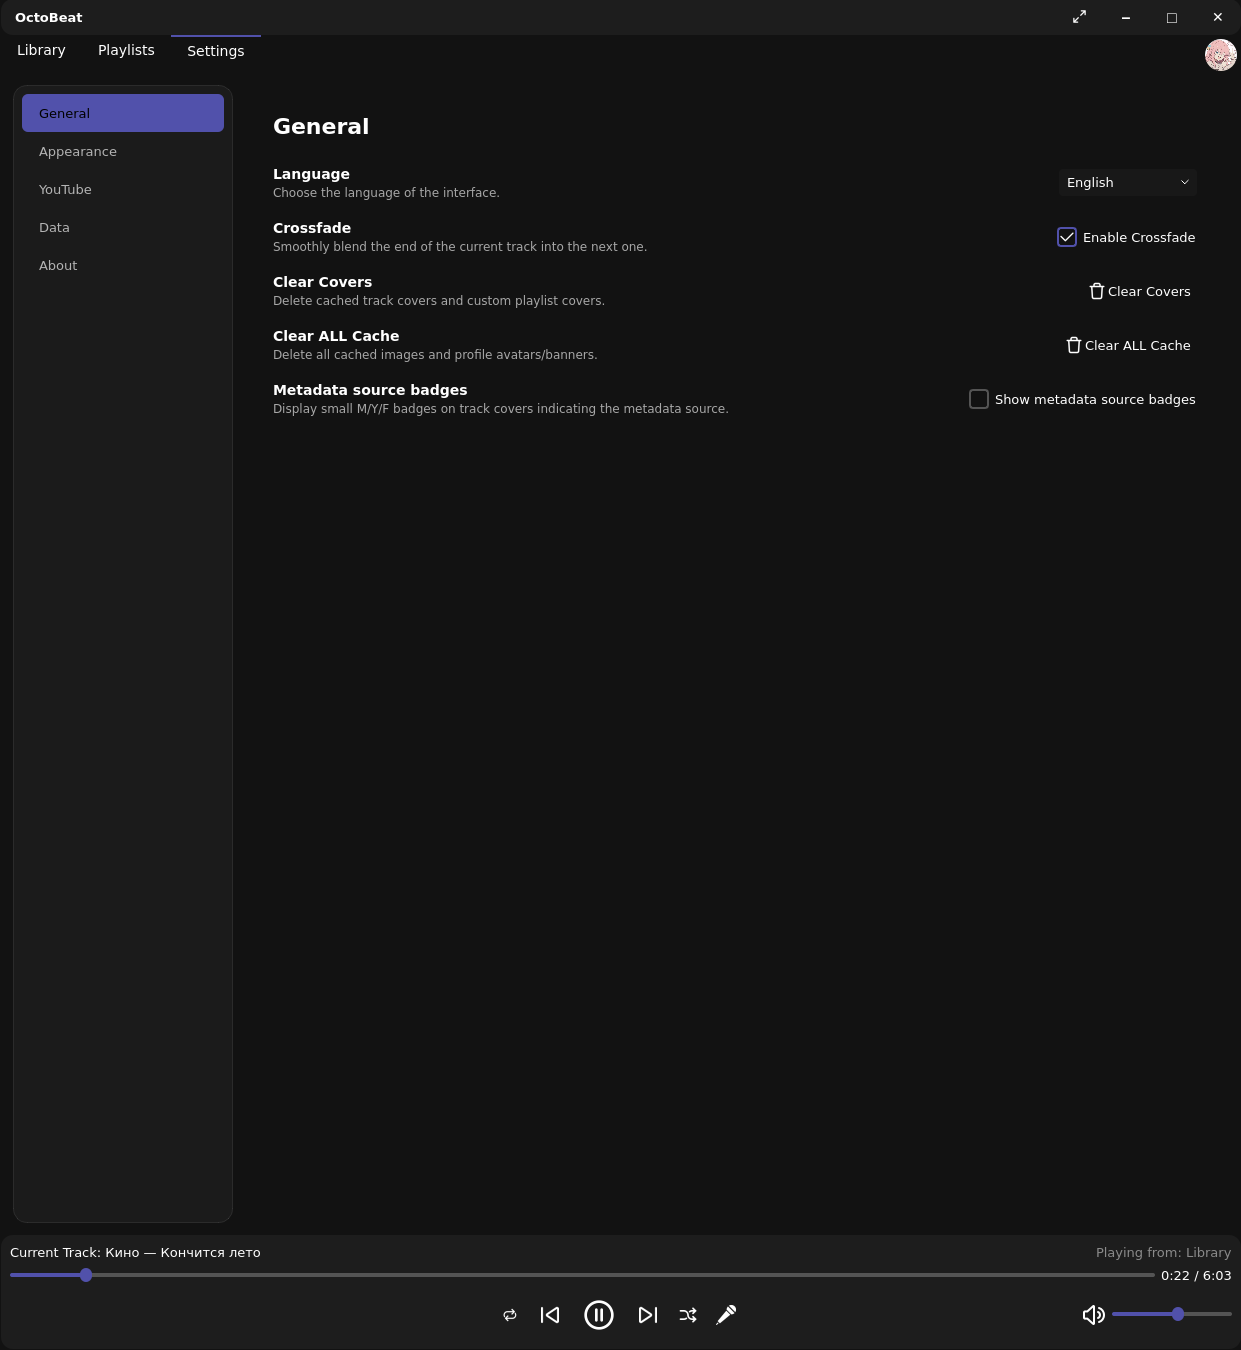 OctoBeat
Library Playlists Settings
General
Appearance
YouTube
Data
About
General
Language
Choose the language of the interface.
English
Crossfade
Smoothly blend the end of the current track into the next one.
Enable Crossfade
Clear Covers
Delete cached track covers and custom playlist covers.
Clear Covers
Clear ALL Cache
Delete all cached images and profile avatars/banners.
Clear ALL Cache
Metadata source badges
Display small M/Y/F badges on track covers indicating the metadata source.
Show metadata source badges
Current Track: Кино — Кончится лето
Playing from: Library
0:22 / 6:03